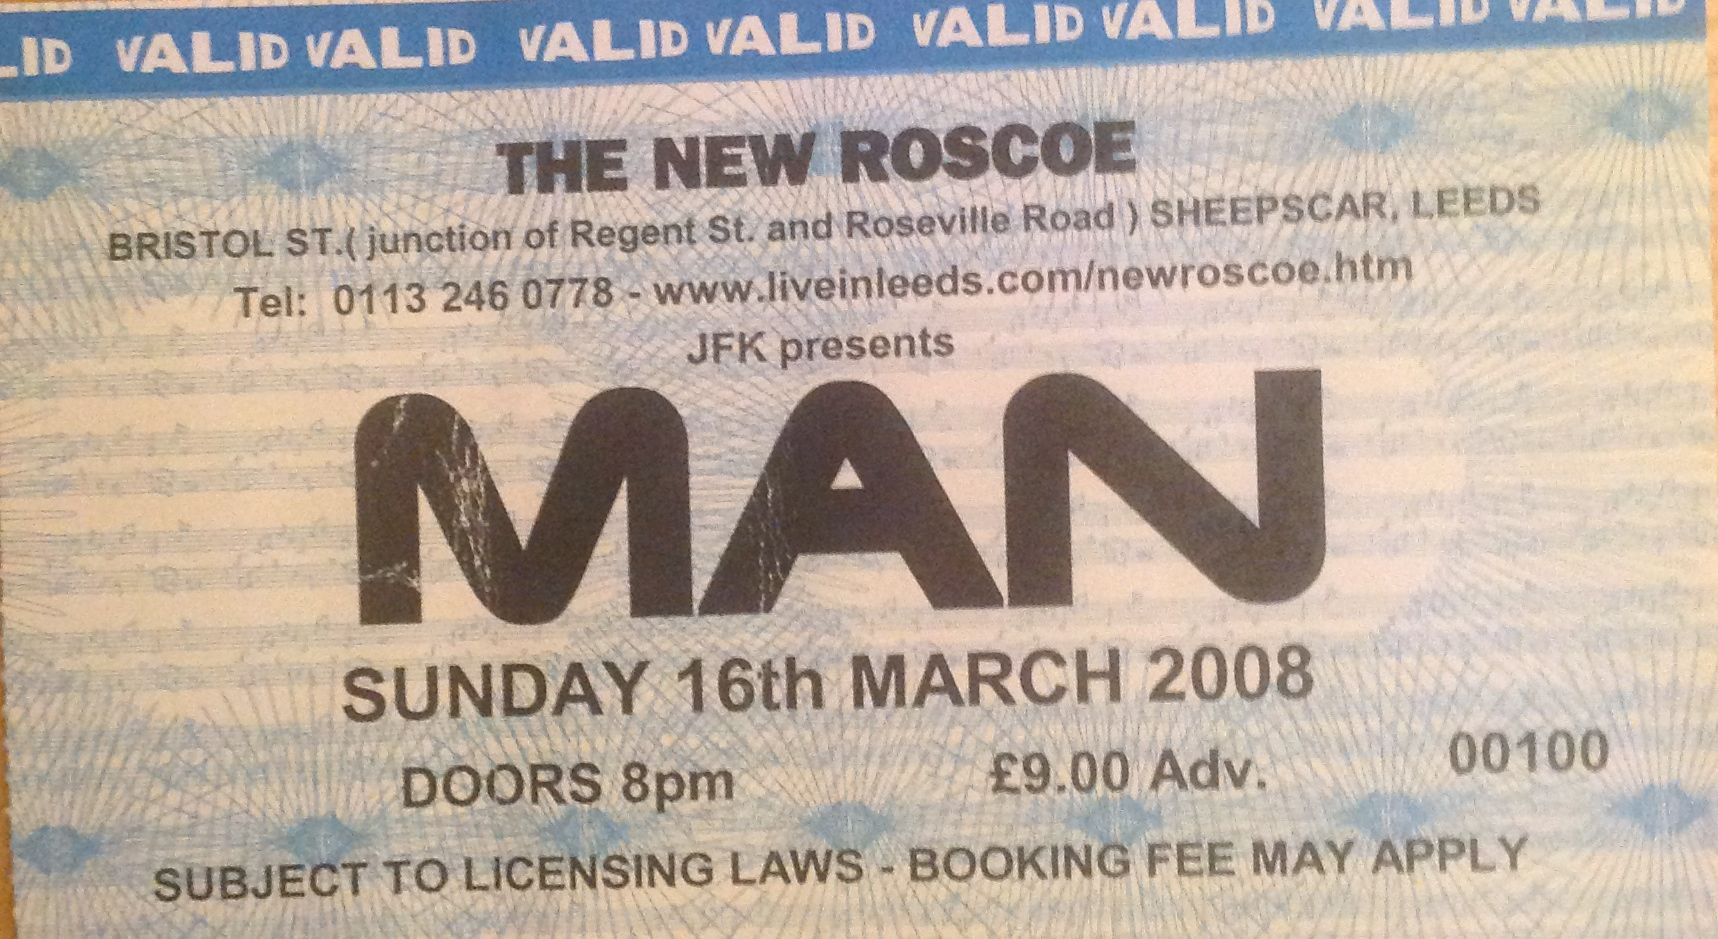 LID VALID VALID VALID VALID VALID VALID VALID VALID
THE NEW ROSCOE
BRISTOL ST.( junction of Regent St. and Roseville Road ) SHEEPSCAR, LEEDS
Tel: 0113 246 0778 - www.liveinleeds.com/newroscoe.htm
JFK presents
MAN
SUNDAY 16th MARCH 2008
DOORS 8pm £9.00 Adv. 00100
SUBJECT TO LICENSING LAWS - BOOKING FEE MAY APPLY